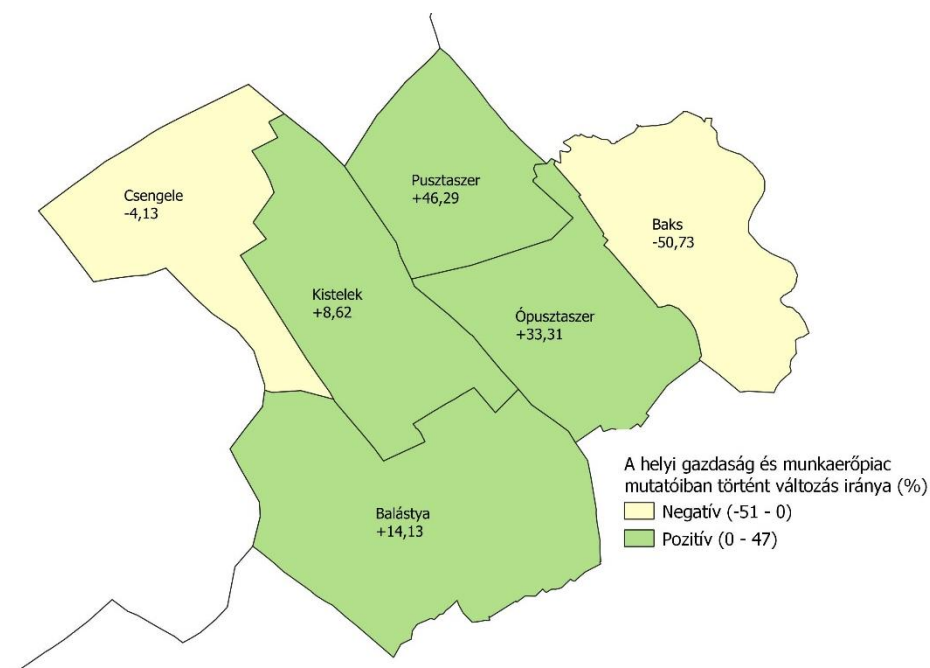 Csengele
-4,13
Pusztaszer
+46,29
Baks
-50,73
Kistelek
+8,62
Ópusztaszer
+33,31
Balástya
+14,13
A helyi gazdaság és munkaerőpiac
mutatóiban történt változás iránya (%)
Negatív (-51 - 0)
Pozitív (0 - 47)